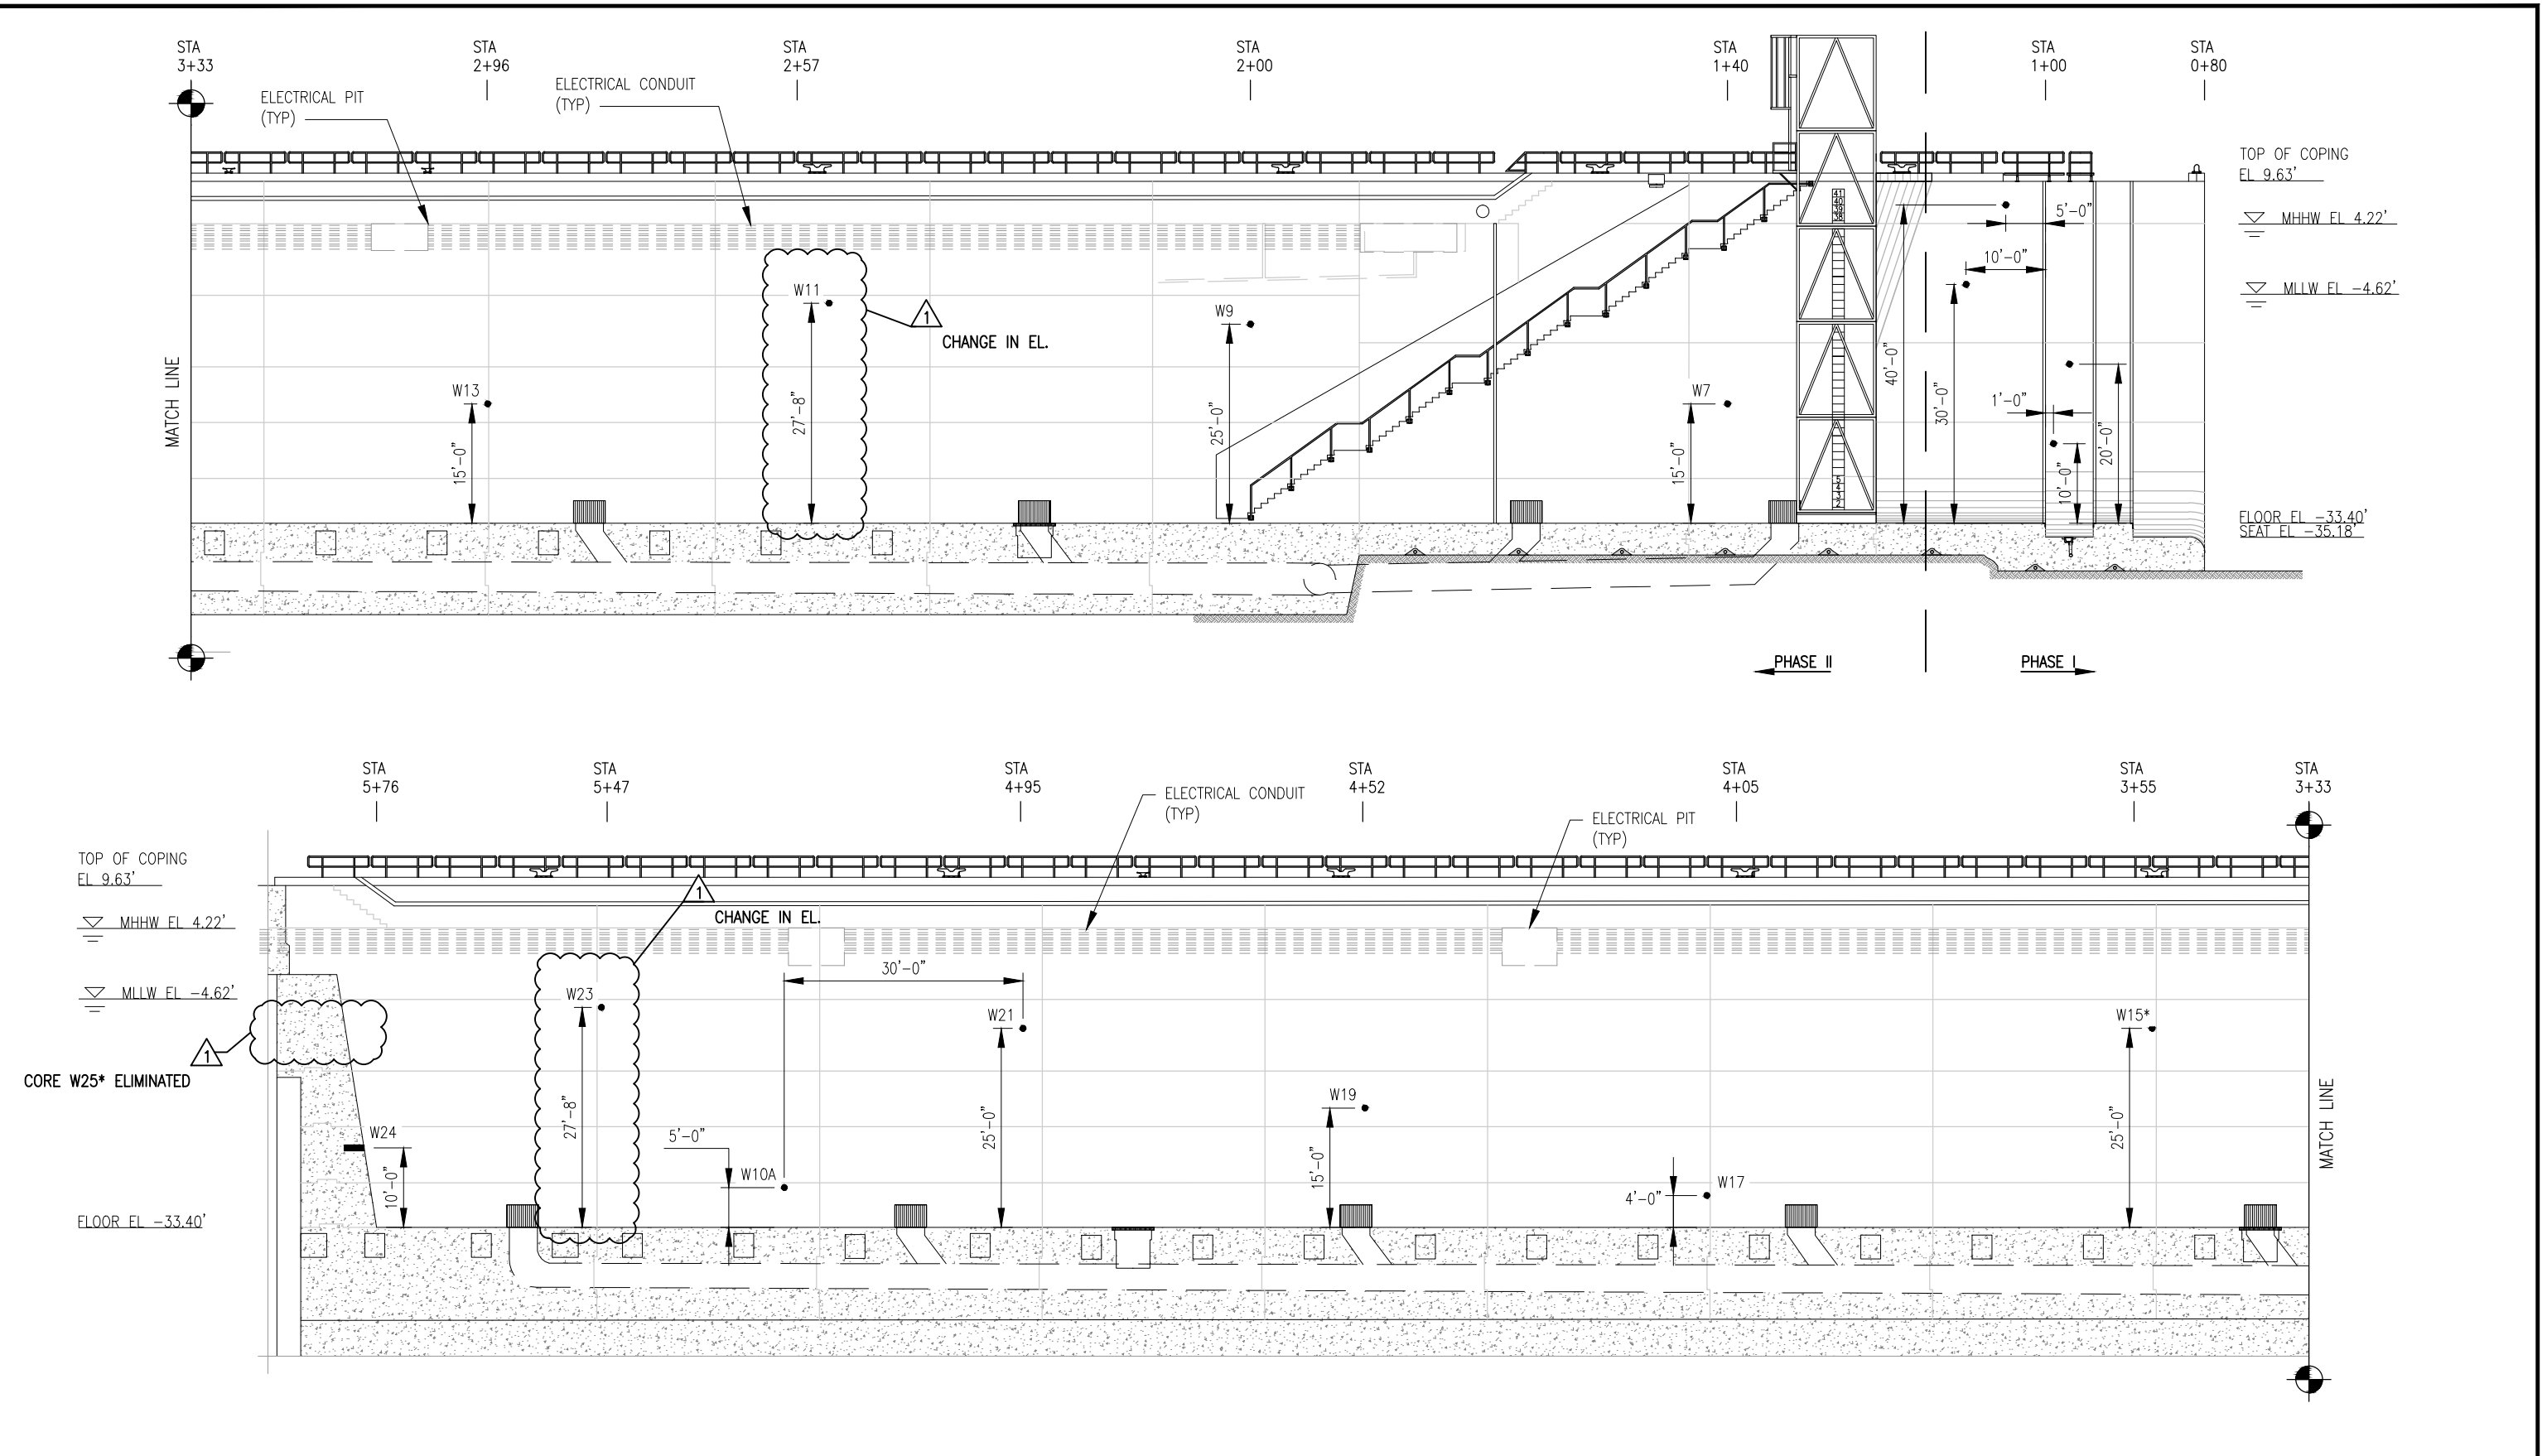 STA
3+33
STA
2+96
STA
2+57
STA
2+00
STA
1+40
STA
1+00
STA
0+80
ELECTRICAL PIT
(TYP)
ELECTRICAL CONDUIT
(TYP)
TOP OF COPING
EL 9.63'
MHHW EL 4.22'
MLLW EL -4.62'
FLOOR EL -33.40'
SEAT EL -35.18'
MATCH LINE
W13
15'-0"
W11
27'-8"
1
CHANGE IN EL.
W9
25'-0"
W7
15'-0"
41
40
39
38
5
4
3
2
40'-0"
5'-0"
10'-0"
30'-0"
1'-0"
10'-0"
20'-0"
PHASE II
PHASE I
STA
5+76
STA
5+47
STA
4+95
STA
4+52
STA
4+05
STA
3+55
STA
3+33
ELECTRICAL CONDUIT
(TYP)
ELECTRICAL PIT
(TYP)
TOP OF COPING
EL 9.63'
MHHW EL 4.22'
MLLW EL -4.62'
1
CORE W25* ELIMINATED
FLOOR EL -33.40'
W24
10'-0"
1
CHANGE IN EL.
W23
27'-8"
5'-0"
W10A
30'-0"
W21
25'-0"
W19
15'-0"
4'-0"
W17
W15*
25'-0"
MATCH LINE